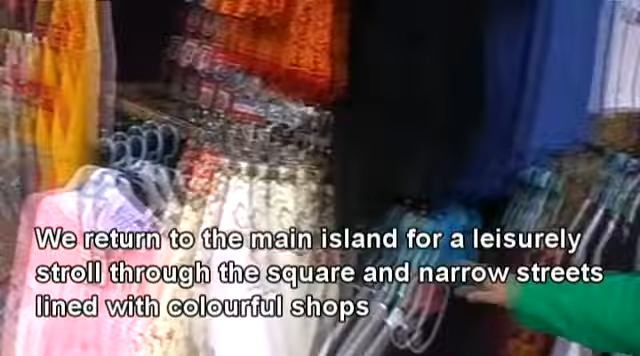 We return to the main island for a leisurely
stroll through the square and narrow streets
lined with colourful shops